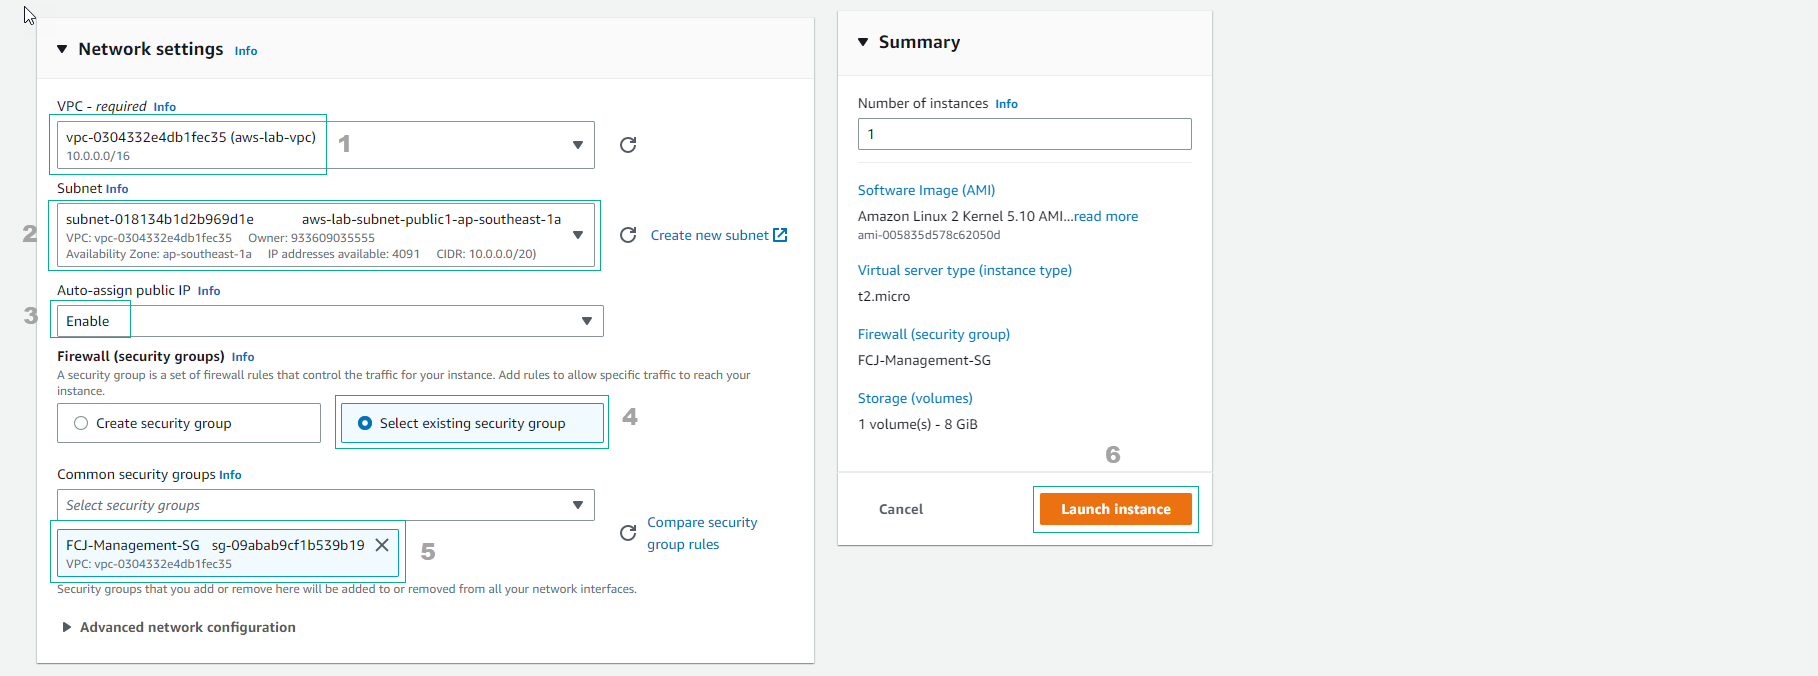 Network settings Info
VPC - required Info
vpc-0304332e4db1fec35 (aws-lab-vpc)
10.0.0.0/16
1
Subnet Info
2
subnet-018134b1d2b969d1e aws-lab-subnet-public1-ap-southeast-1a
VPC: vpc-0304332e4db1fec35 Owner: 933609035555
Availability Zone: ap-southeast-1a IP addresses available: 4091 CIDR: 10.0.0.0/20)
Create new subnet
Auto-assign public IP Info
3
Enable
Firewall (security groups) Info
A security group is a set of firewall rules that control the traffic for your instance. Add rules to allow specific traffic to reach your
instance.
Create security group
Select existing security group
4
Common security groups Info
Select security groups
Compare security
group rules
FCJ-Management-SG sg-09abab9cf1b539b19
VPC: vpc-0304332e4db1fec35
5
Security groups that you add or remove here will be added to or removed from all your network interfaces.
Advanced network configuration
Summary
Number of instances Info
1
Software Image (AMI)
Amazon Linux 2 Kernel 5.10 AMI...read more
ami-005835d578c62050d
Virtual server type (instance type)
t2.micro
Firewall (security group)
FCJ-Management-SG
Storage (volumes)
1 volume(s) - 8 GiB
6
Cancel
Launch instance